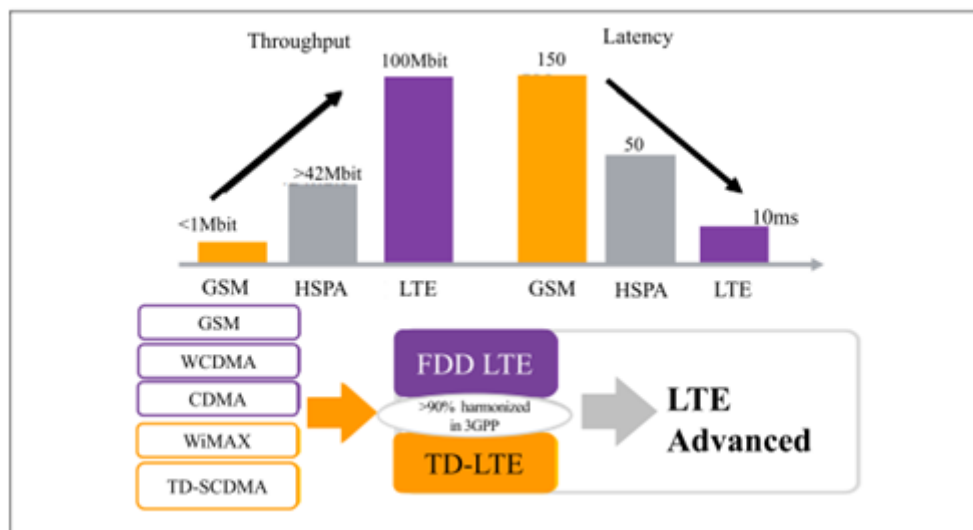 Throughput
Latency
100Mbit
150
>42Mbit
50
<1Mbit
10ms
GSM
HSPA
LTE
GSM
HSPA
LTE
GSM
WCDMA
CDMA
WiMAX
TD-SCDMA
FDD LTE
>90% harmonized
in 3GPP
TD-LTE
LTE
Advanced